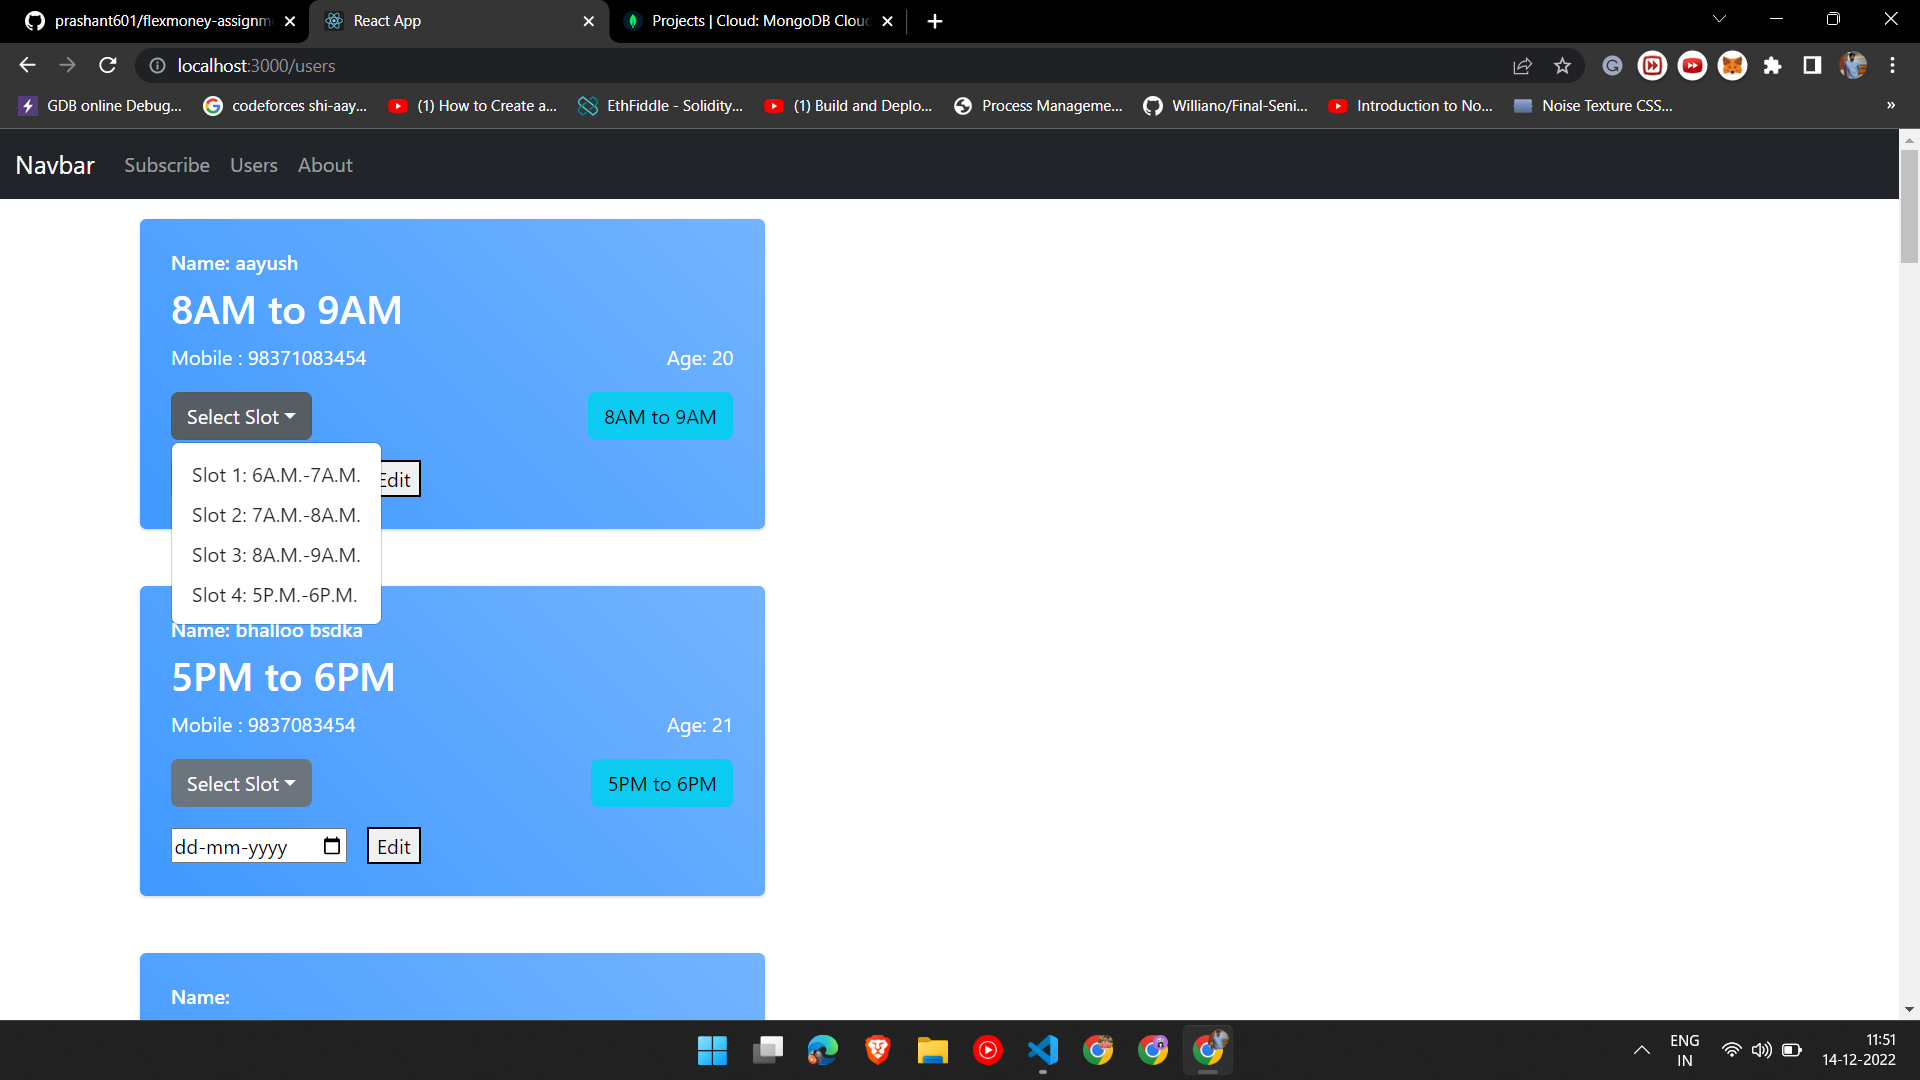 prashant601/flexmoney-assignm
React App
Projects | Cloud: MongoDB Clou
localhost:3000/users
GDB online Debug...
codeforces shi-aay...
(1) How to Create a...
EthFiddle - Solidity...
(1) Build and Deplo...
Process Manageme...
Williano/Final-Seni...
Introduction to No...
Noise Texture CSS...
»
Navbar
Subscribe
Users
About
Name: aayush
8AM to 9AM
Mobile : 98371083454
Age: 20
Select Slot
8AM to 9AM
Slot 1: 6A.M.-7A.M.
Edit
Slot 2: 7A.M.-8A.M.
Slot 3: 8A.M.-9A.M.
Slot 4: 5P.M.-6P.M.
Name: bhalloo bsdka
5PM to 6PM
Mobile : 9837083454
Age: 21
Select Slot
5PM to 6PM
dd-mm-yyyy
Edit
Name:
ENG
IN
11:51
14-12-2022